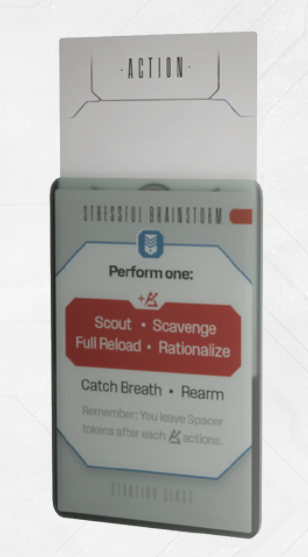 ACTION
STRESSFUL BRAINSTORM
Perform one:
Scout • Scavenge
Full Reload • Rationalize
Catch Breath • Rearm
Remember: You leave Spacer
tokens after each actions.
STARTING CLASS